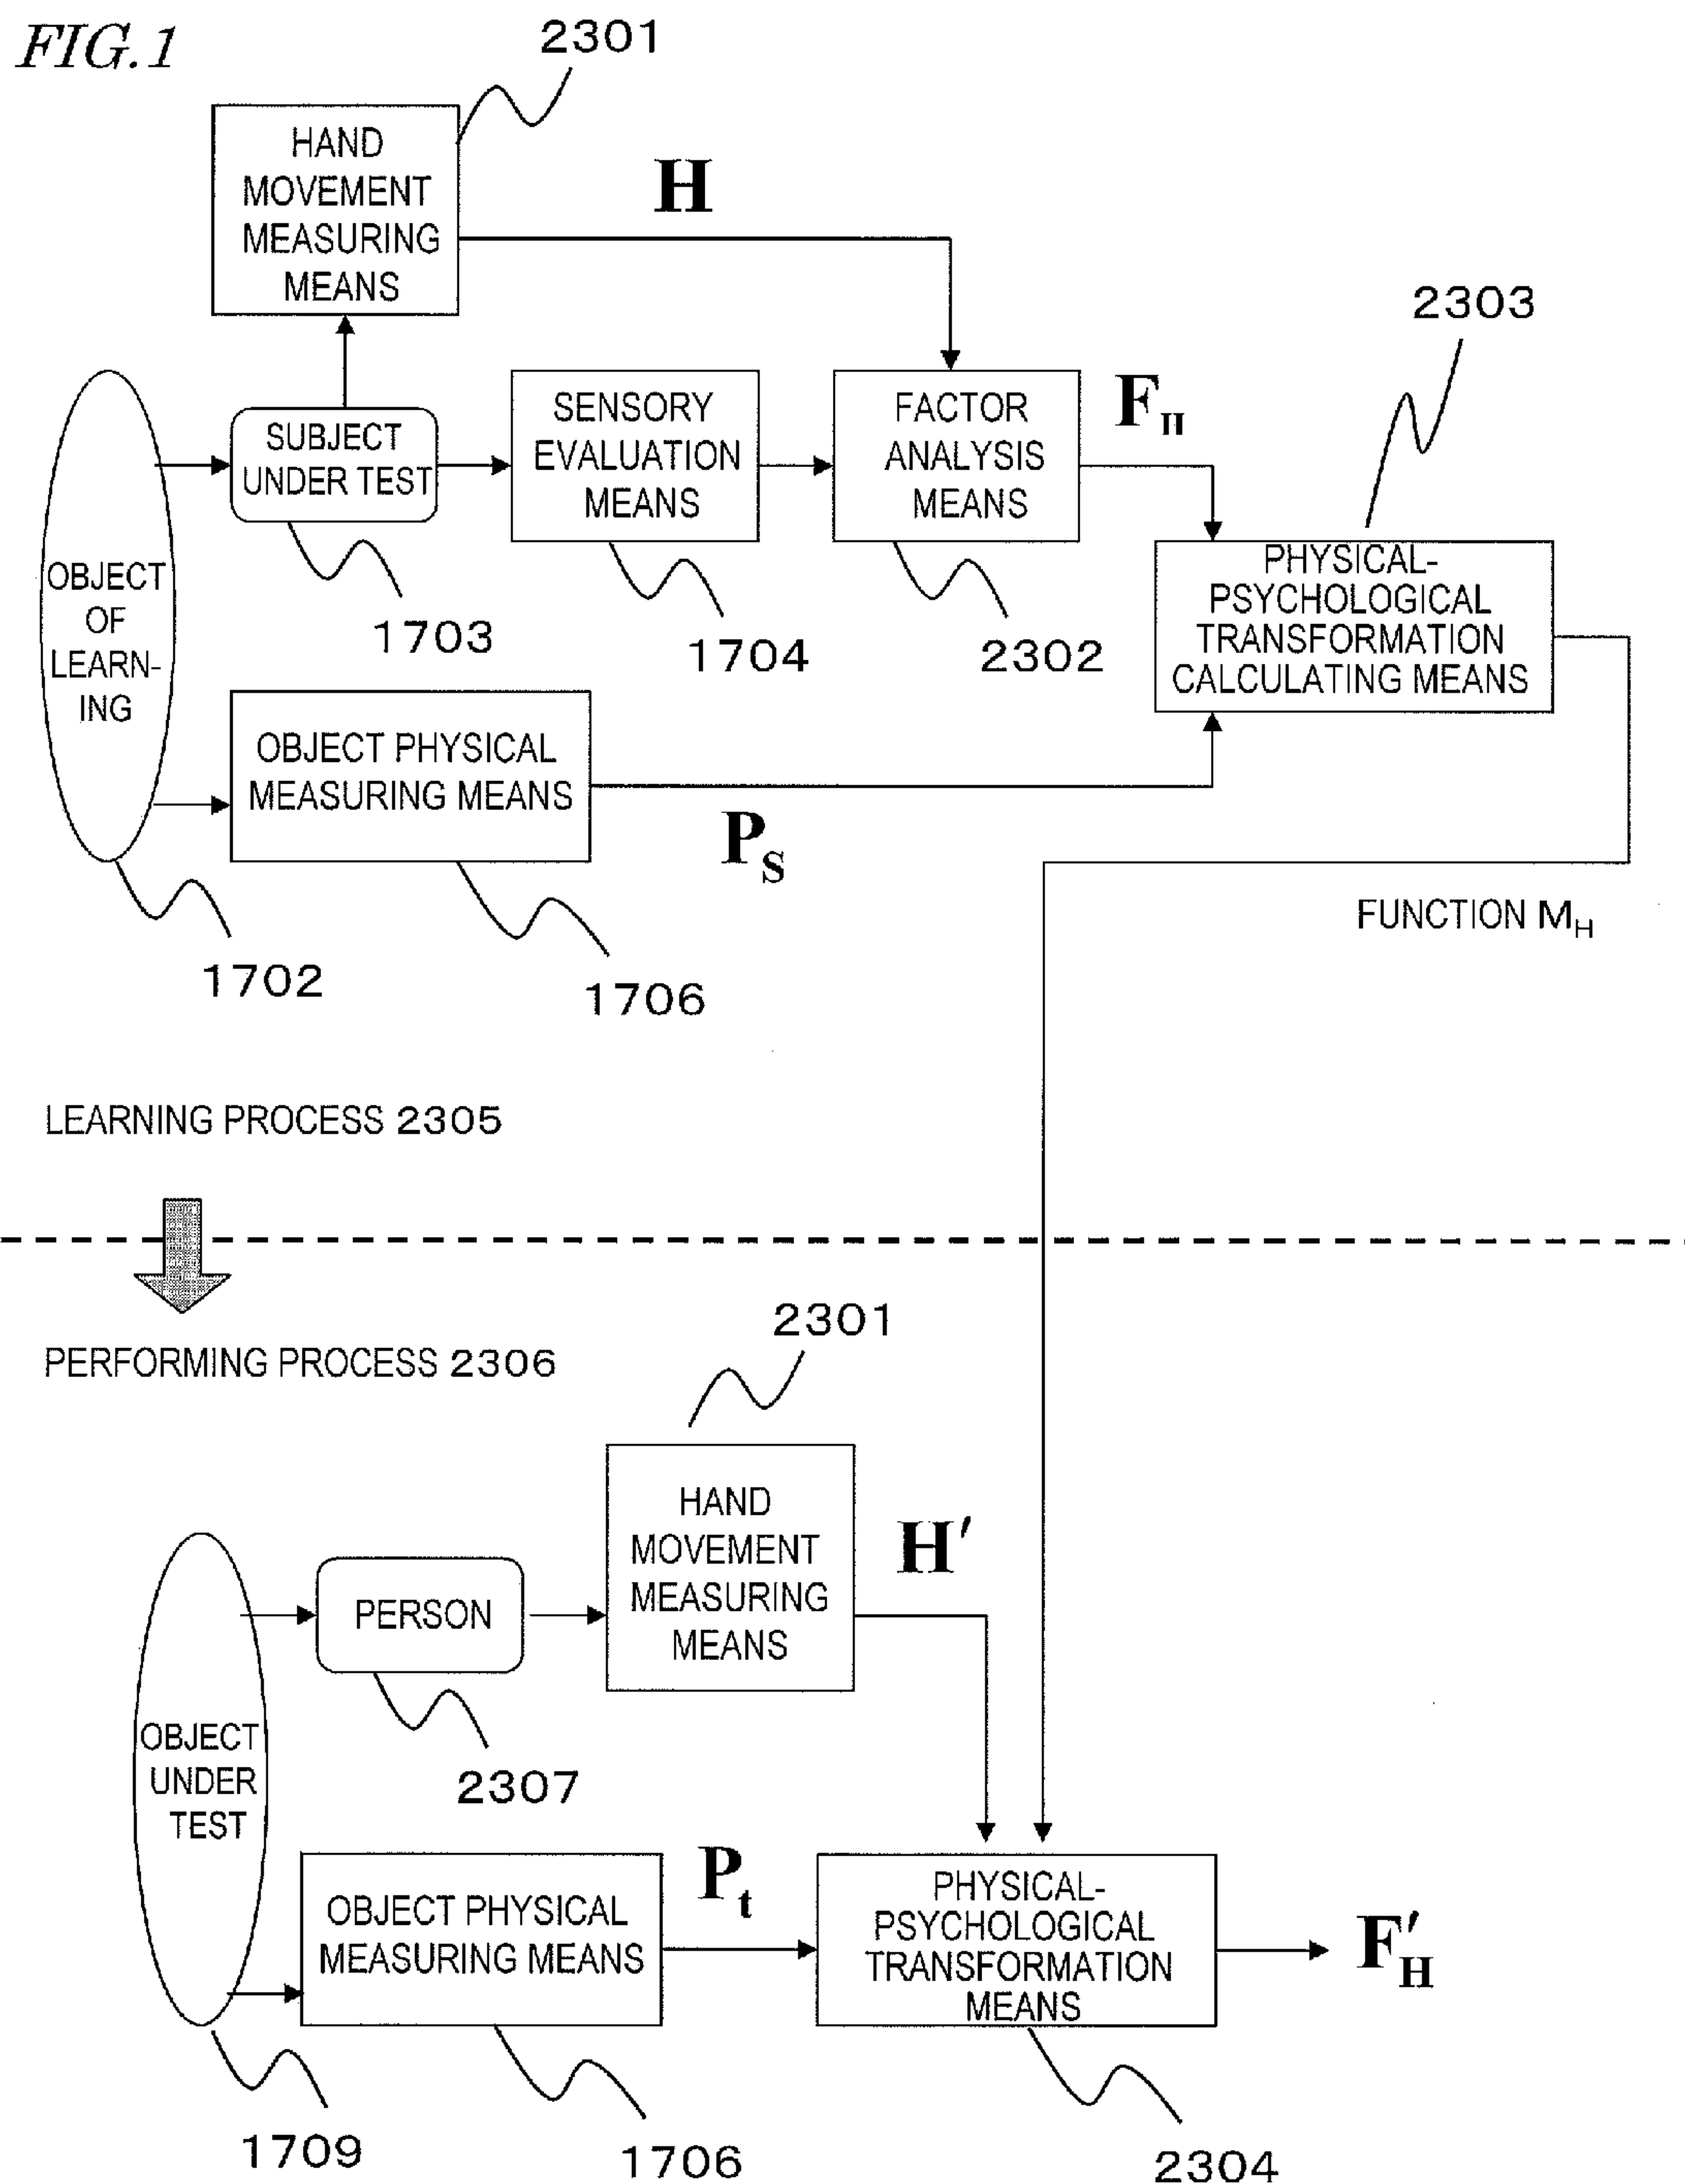 FIG.1
2301
HAND
MOVEMENT
MEASURING
MEANS
H
2303
SUBJECT
UNDER TEST
SENSORY
EVALUATION
MEANS
FACTOR
ANALYSIS
MEANS
F_H
OBJECT
OF
LEARN-
ING
1703
1704
2302
PHYSICAL-
PSYCHOLOGICAL
TRANSFORMATION
CALCULATING MEANS
OBJECT PHYSICAL
MEASURING MEANS
P_S
FUNCTION M_H
1702
1706
LEARNING PROCESS 2305
PERFORMING PROCESS 2306
2301
HAND
MOVEMENT
MEASURING
MEANS
H'
PERSON
2307
OBJECT
UNDER
TEST
OBJECT PHYSICAL
MEASURING MEANS
P_t
PHYSICAL-
PSYCHOLOGICAL
TRANSFORMATION
MEANS
F'_H
1709
1706
2304